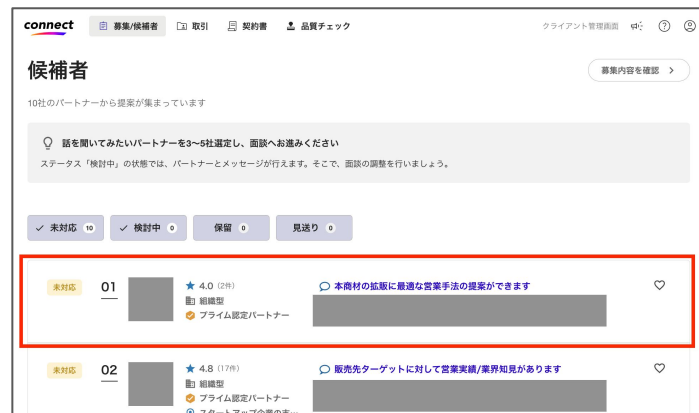 connect 募集/候補者 取引 契約書 品質チェック クライアント管理画面
候補者
募集内容を確認
10社のパートナーから提案が集まっています
話を聞いてみたいパートナーを3〜5社選定し、面談へお進みください
ステータス「検討中」の状態では、パートナーとメッセージが行えます。そこで、面談の調整を行いましょう。
未対応 10 検討中 0 保留 0 見送り 0
未対応 01 4.0 (2件) 本商材の拡販に最適な営業手法の提案ができます
組織型
プライム認定パートナー
未対応 02 4.8 (17件) 販売先ターゲットに対して営業実績/業界知見があります
組織型
プライム認定パートナー